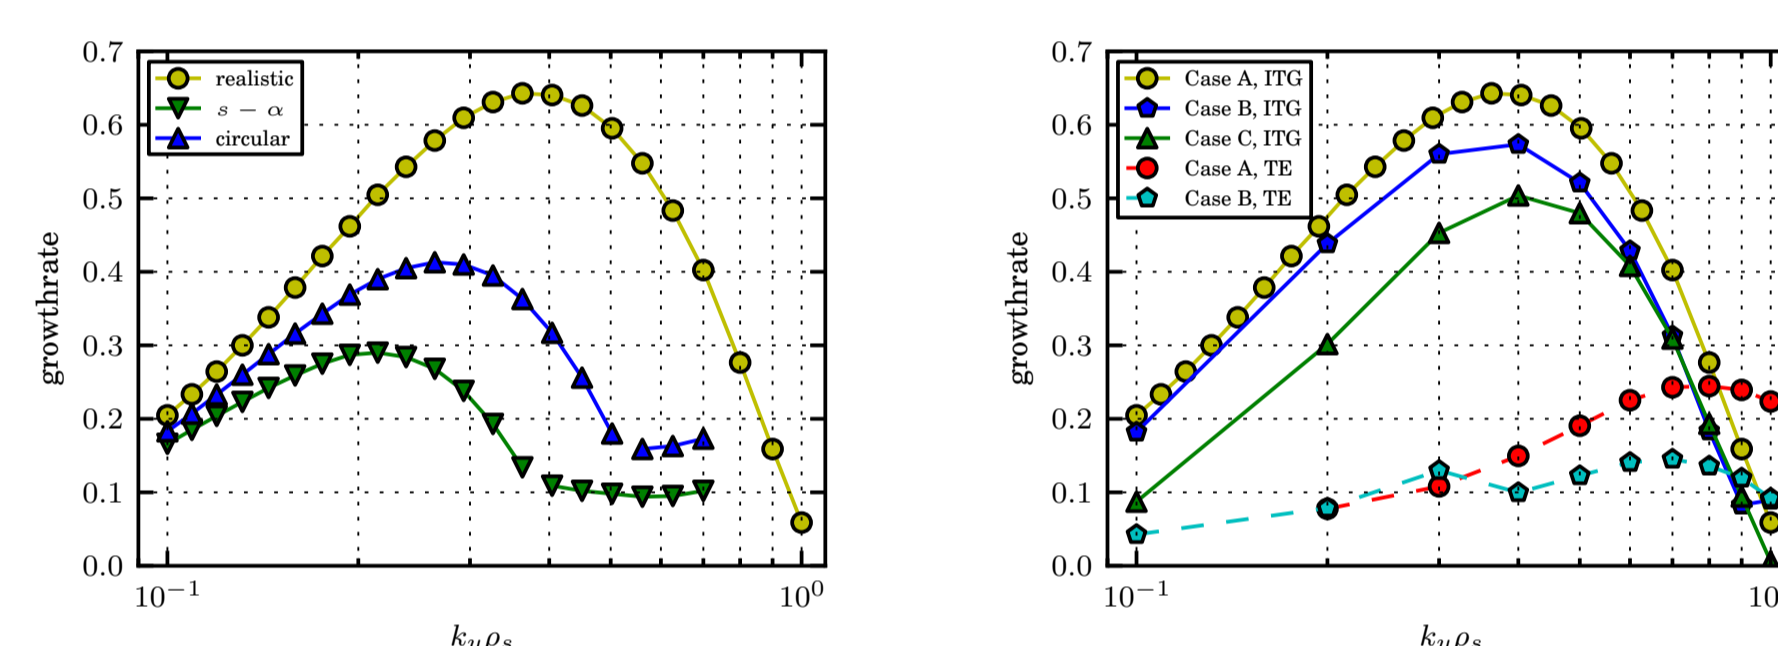 0.7
0.6
0.5
0.4
0.3
0.2
0.1
0.0
growthrate
realistic
s − α
circular
10⁻¹ 10⁰
0.7
0.6
0.5
0.4
0.3
0.2
0.1
0.0
growthrate
Case A, ITG
Case B, ITG
Case C, ITG
Case A, TE
Case B, TE
10⁻¹ 10